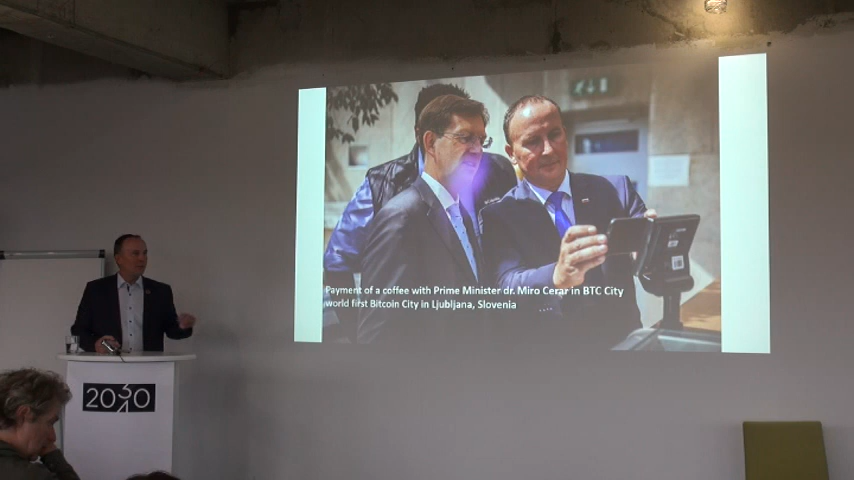 Payment of a coffee with Prime Minister dr. Miro Cerar in BTC City
world first Bitcoin City in Ljubljana, Slovenia
2030
4